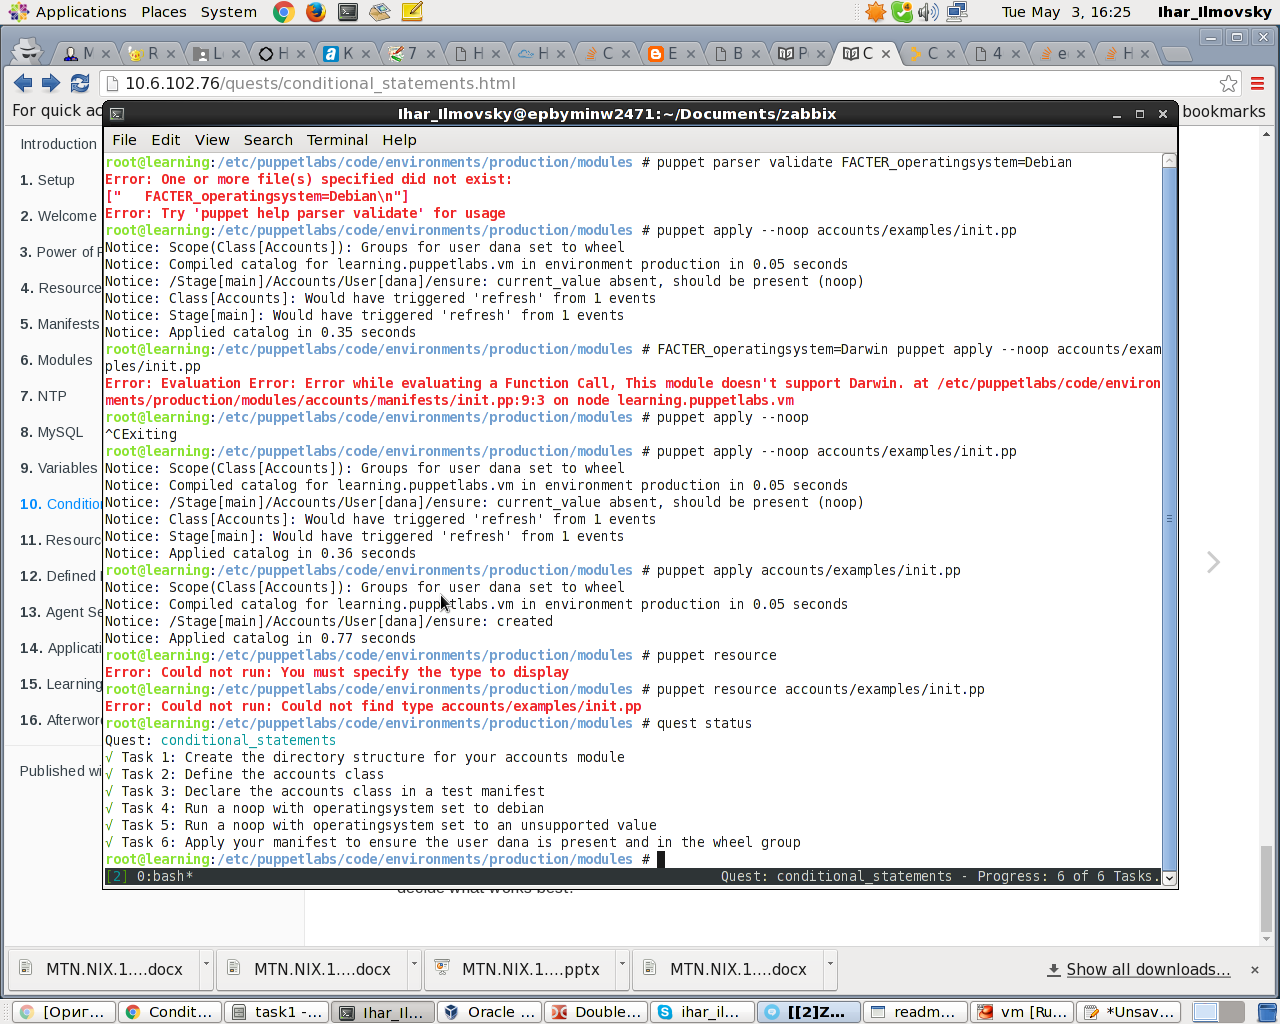 Applications Places System Tue May 3, 16:25 Ihar_Ilmovsky
M R L H K 7 H H C E B P C C 4 e H
10.6.102.76/quests/conditional_statements.html
For quick ac bookmarks
Ihar_Ilmovsky@epbyminw2471:~/Documents/zabbix
File Edit View Search Terminal Help
Introduction
1. Setup
2. Welcome
3. Power of P
4. Resource
5. Manifests
6. Modules
7. NTP
8. MySQL
9. Variables
10. Conditio
11. Resourc
12. Defined
13. Agent Se
14. Applicati
15. Learning
16. Afterword
Published wi
root@learning:/etc/puppetlabs/code/environments/production/modules # puppet parser validate FACTER_operatingsystem=Debian
Error: One or more file(s) specified did not exist:
["   FACTER_operatingsystem=Debian\n"]
Error: Try 'puppet help parser validate' for usage
root@learning:/etc/puppetlabs/code/environments/production/modules # puppet apply --noop accounts/examples/init.pp
Notice: Scope(Class[Accounts]): Groups for user dana set to wheel
Notice: Compiled catalog for learning.puppetlabs.vm in environment production in 0.05 seconds
Notice: /Stage[main]/Accounts/User[dana]/ensure: current_value absent, should be present (noop)
Notice: Class[Accounts]: Would have triggered 'refresh' from 1 events
Notice: Stage[main]: Would have triggered 'refresh' from 1 events
Notice: Applied catalog in 0.35 seconds
root@learning:/etc/puppetlabs/code/environments/production/modules # FACTER_operatingsystem=Darwin puppet apply --noop accounts/exam
ples/init.pp
Error: Evaluation Error: Error while evaluating a Function Call, This module doesn't support Darwin. at /etc/puppetlabs/code/environ
ments/production/modules/accounts/manifests/init.pp:9:3 on node learning.puppetlabs.vm
root@learning:/etc/puppetlabs/code/environments/production/modules # puppet apply --noop
^CExiting
root@learning:/etc/puppetlabs/code/environments/production/modules # puppet apply --noop accounts/examples/init.pp
Notice: Scope(Class[Accounts]): Groups for user dana set to wheel
Notice: Compiled catalog for learning.puppetlabs.vm in environment production in 0.05 seconds
Notice: /Stage[main]/Accounts/User[dana]/ensure: current_value absent, should be present (noop)
Notice: Class[Accounts]: Would have triggered 'refresh' from 1 events
Notice: Stage[main]: Would have triggered 'refresh' from 1 events
Notice: Applied catalog in 0.36 seconds
root@learning:/etc/puppetlabs/code/environments/production/modules # puppet apply accounts/examples/init.pp
Notice: Scope(Class[Accounts]): Groups for user dana set to wheel
Notice: Compiled catalog for learning.puppetlabs.vm in environment production in 0.05 seconds
Notice: /Stage[main]/Accounts/User[dana]/ensure: created
Notice: Applied catalog in 0.77 seconds
root@learning:/etc/puppetlabs/code/environments/production/modules # puppet resource
Error: Could not run: You must specify the type to display
root@learning:/etc/puppetlabs/code/environments/production/modules # puppet resource accounts/examples/init.pp
Error: Could not run: Could not find type accounts/examples/init.pp
root@learning:/etc/puppetlabs/code/environments/production/modules # quest status
Quest: conditional_statements
√ Task 1: Create the directory structure for your accounts module
√ Task 2: Define the accounts class
√ Task 3: Declare the accounts class in a test manifest
√ Task 4: Run a noop with operatingsystem set to debian
√ Task 5: Run a noop with operatingsystem set to an unsupported value
√ Task 6: Apply your manifest to ensure the user dana is present and in the wheel group
root@learning:/etc/puppetlabs/code/environments/production/modules #
[2] 0:bash* Quest: conditional_statements - Progress: 6 of 6 Tasks.
decide what works best.
MTN.NIX.1....docx MTN.NIX.1....docx MTN.NIX.1....pptx MTN.NIX.1....docx Show all downloads...
[Ориг... Condit... task1 -... Ihar_Il... Oracle ... Double... ihar_il... [[2]Z... readm... vm [Ru... *Unsav...